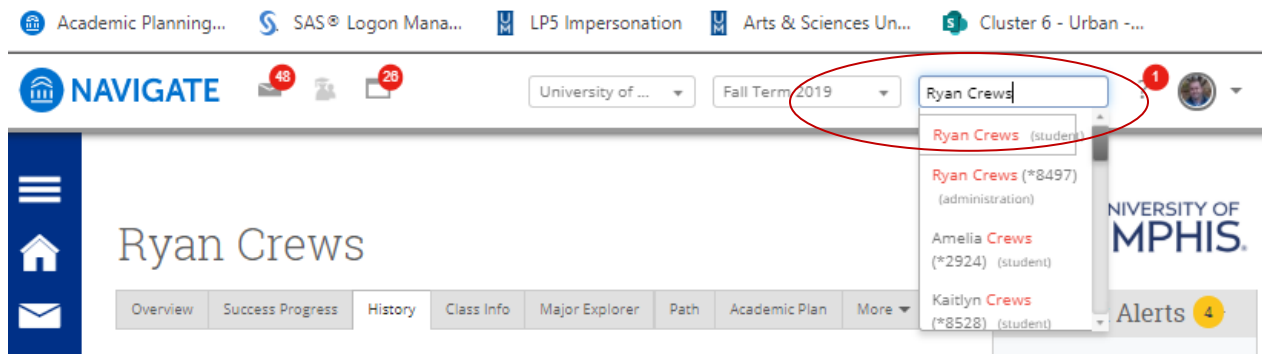 Academic Planning...
SAS® Logon Mana...
LP5 Impersonation
Arts & Sciences Un...
Cluster 6 - Urban -...
NAVIGATE
48
26
University of ...
Fall Term 2019
Ryan Crews
?
1
Ryan Crews (student)
Ryan Crews (*8497)
(administration)
Amelia Crews
(*2924) (student)
Kaitlyn Crews
(*8528) (student)
NIVERSITY OF
MPHIS.
Ryan Crews
Overview
Success Progress
History
Class Info
Major Explorer
Path
Academic Plan
More
Alerts
4